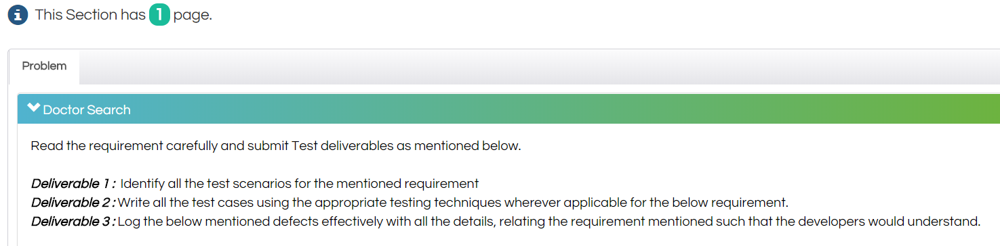 This Section has 1 page.
Problem
Doctor Search
Read the requirement carefully and submit Test deliverables as mentioned below.
Deliverable 1 : Identify all the test scenarios for the mentioned requirement
Deliverable 2 : Write all the test cases using the appropriate testing techniques wherever applicable for the below requirement.
Deliverable 3 : Log the below mentioned defects effectively with all the details, relating the requirement mentioned such that the developers would understand.